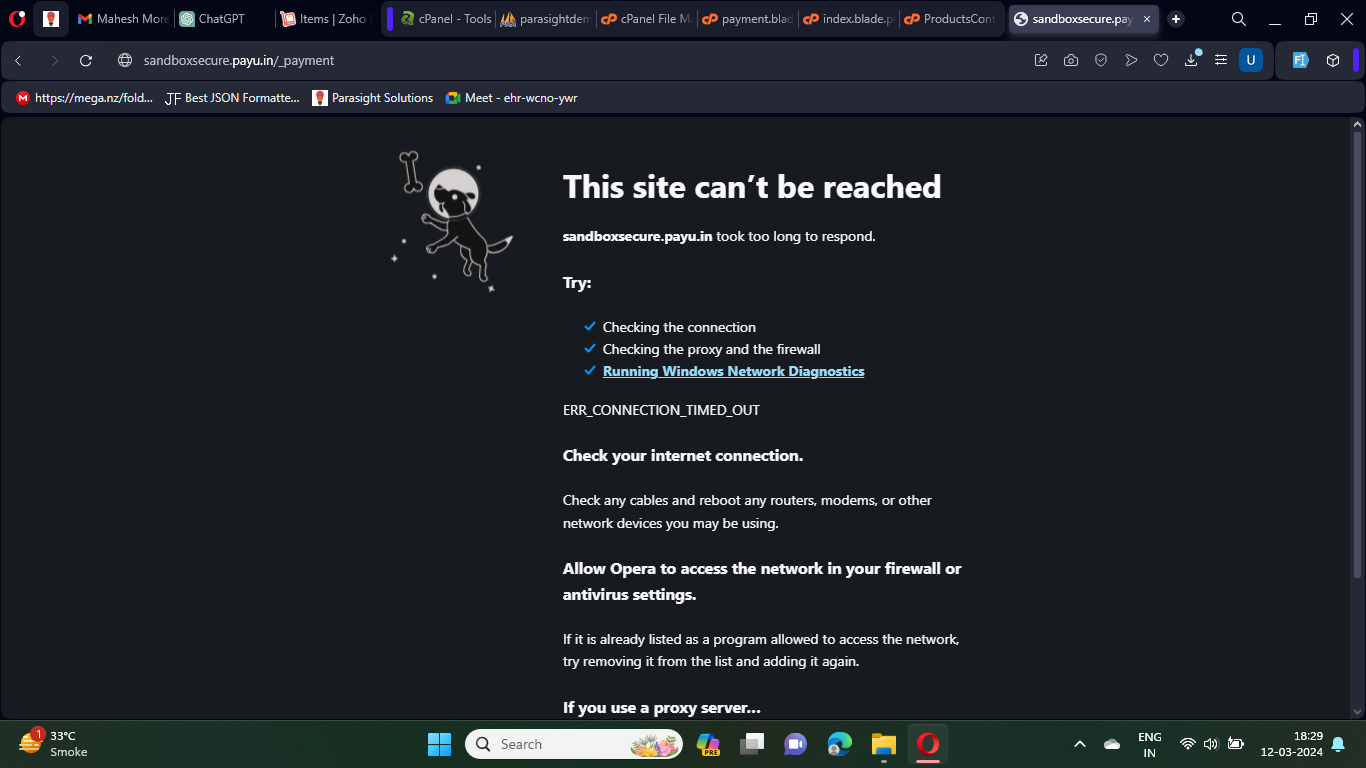 Mahesh More
ChatGPT
Items | Zoho
cPanel - Tools
parasightdem
cPanel File Ma
payment.blad
index.blade.p
ProductsCont
sandboxsecure.pay
sandboxsecure.payu.in/_payment
U
https://mega.nz/fold...
JF Best JSON Formatte...
Parasight Solutions
Meet - ehr-wcno-ywr
This site can't be reached
sandboxsecure.payu.in took too long to respond.
Try:
Checking the connection
Checking the proxy and the firewall
Running Windows Network Diagnostics
ERR_CONNECTION_TIMED_OUT
Check your internet connection.
Check any cables and reboot any routers, modems, or other
network devices you may be using.
Allow Opera to access the network in your firewall or
antivirus settings.
If it is already listed as a program allowed to access the network,
try removing it from the list and adding it again.
If you use a proxy server...
1
33°C
Smoke
Search
PRE
ENG
IN
18:29
12-03-2024